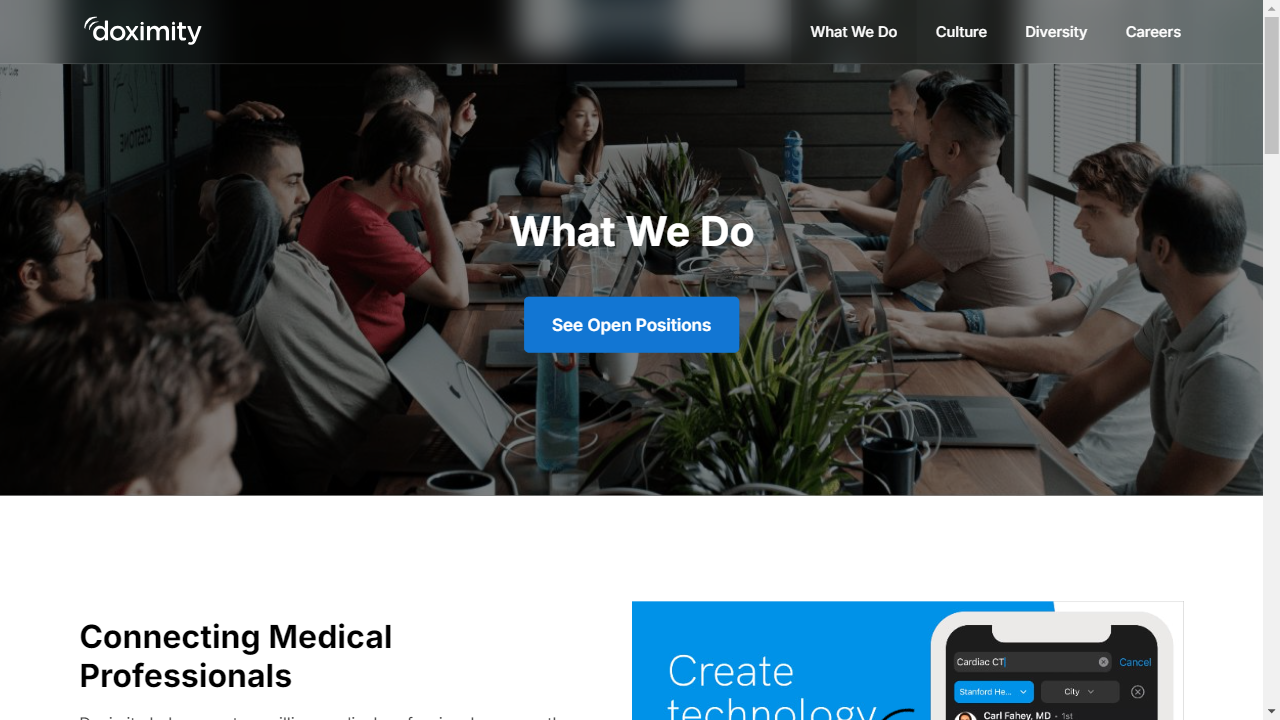 doximity
What We Do
Culture
Diversity
Careers
What We Do
See Open Positions
Connecting Medical
Professionals
Create
technology
Cardiac CT
Cancel
Stanford He...
City
Carl Fahey, MD • 1st